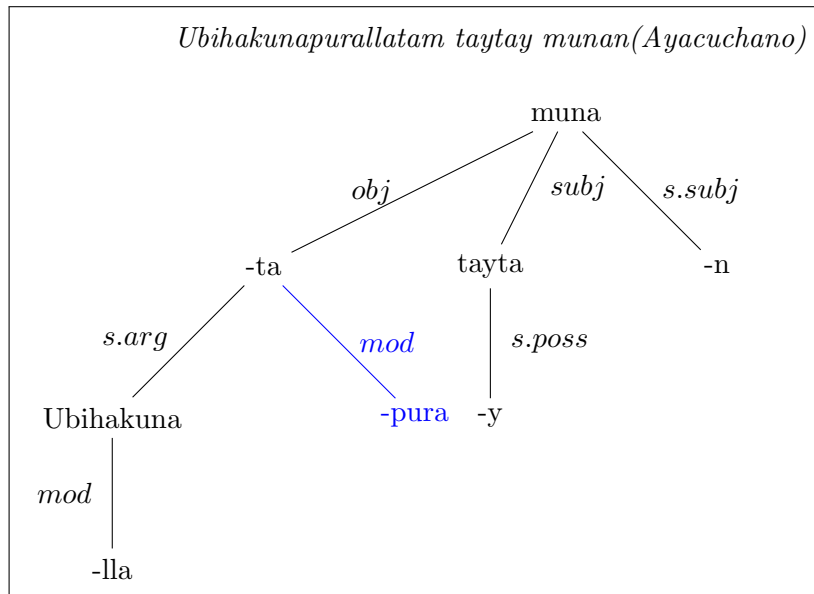 Ubihakunapurallatam taytay munan(Ayacuchano)
muna
obj subj s.subj
-ta tayta -n
s.arg mod s.poss
Ubihakuna -pura -y
mod
-lla